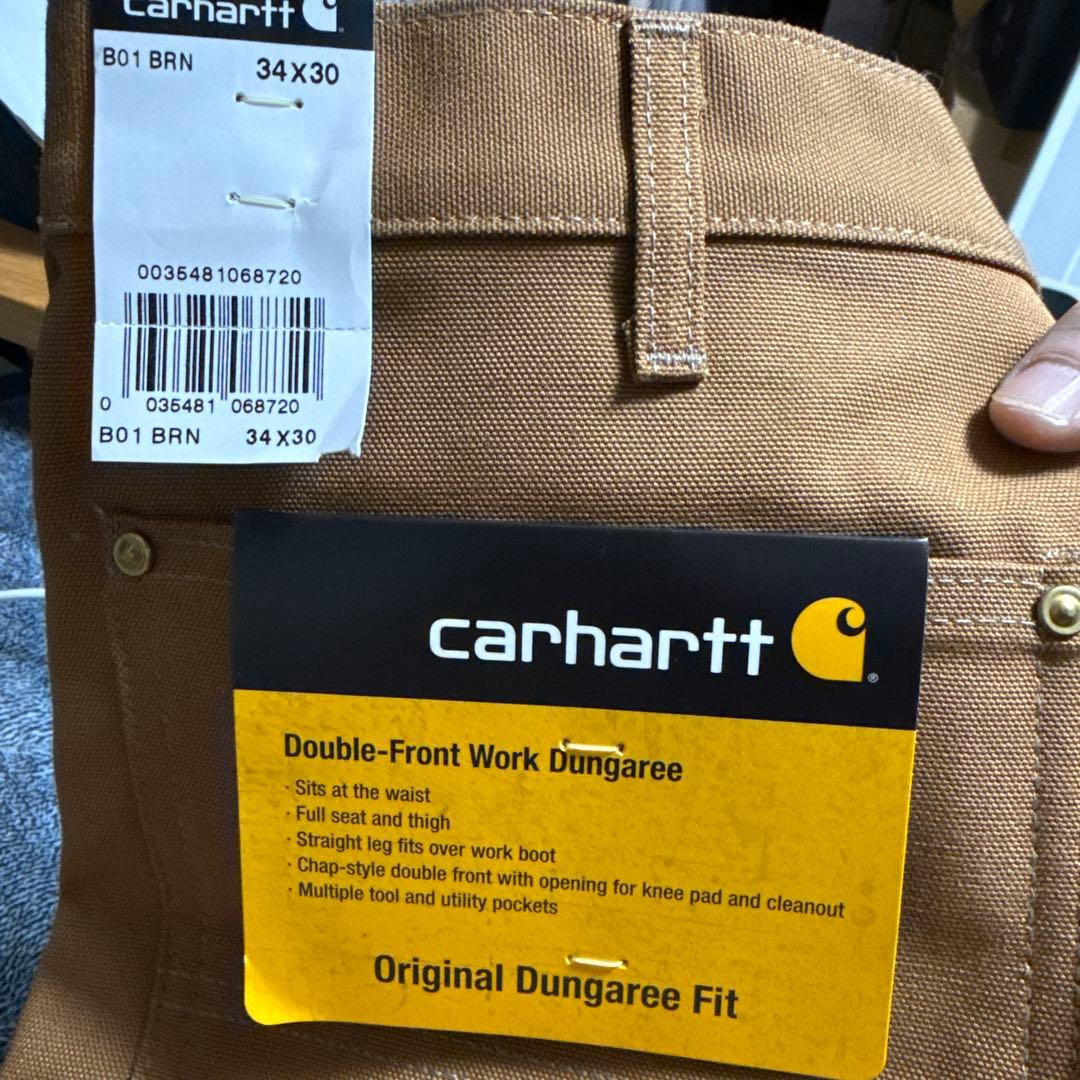 carhartt
B01 BRN 34X30
0035481068720
0 035481 068720
B01 BRN 34X30
carhartt
Double-Front Work Dungaree
· Sits at the waist
· Full seat and thigh
· Straight leg fits over work boot
· Chap-style double front with opening for knee pad and cleanout
· Multiple tool and utility pockets
Original Dungaree Fit